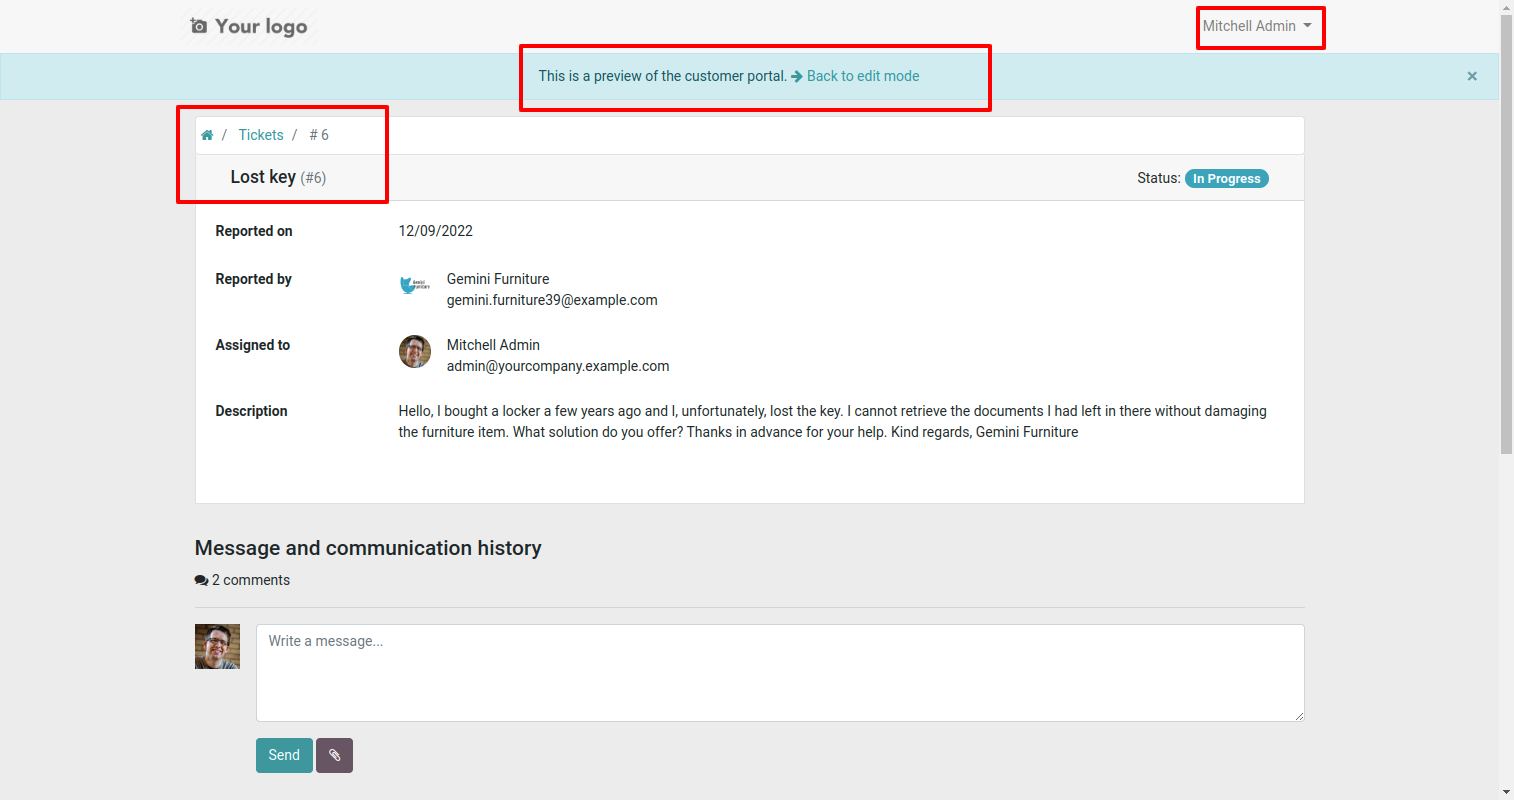 Your logo
Mitchell Admin
This is a preview of the customer portal. Back to edit mode
×
/ Tickets / # 6
Lost key (#6)
Status: In Progress
Reported on 12/09/2022
Reported by Gemini Furniture
gemini.furniture39@example.com
Assigned to Mitchell Admin
admin@yourcompany.example.com
Description Hello, I bought a locker a few years ago and I, unfortunately, lost the key. I cannot retrieve the documents I had left in there without damaging
the furniture item. What solution do you offer? Thanks in advance for your help. Kind regards, Gemini Furniture
Message and communication history
2 comments
Write a message...
Send